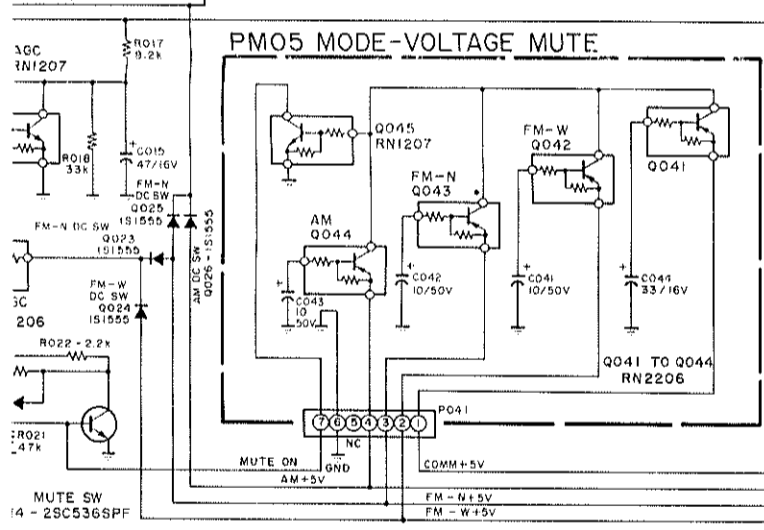 R017
8.2k
AGC
RN1207
PM05 MODE-VOLTAGE MUTE
R018
33k
+
C015
47/16V
Q045
RN1207
FM-W
Q042
Q041
FM-N
DC SW
Q025
1S1555
FM-N
Q043
FM-N DC SW
Q023
1S1555
AM DC SW
Q026 - 1S1555
AM
Q044
FM-W
DC SW
Q024
1S1555
GC
206
+
C043
10
50V
+
C042
10/50V
+
C041
10/50V
+
C044
33/16V
R022 - 2.2k
Q041 TO Q044
RN2206
7 6 5 4 3 2 1
P041
NC
R021
47k
MUTE ON
GND
COMM+5V
AM+5V
MUTE SW
14 - 2SC536SPF
FM-N+5V
FM-W+5V